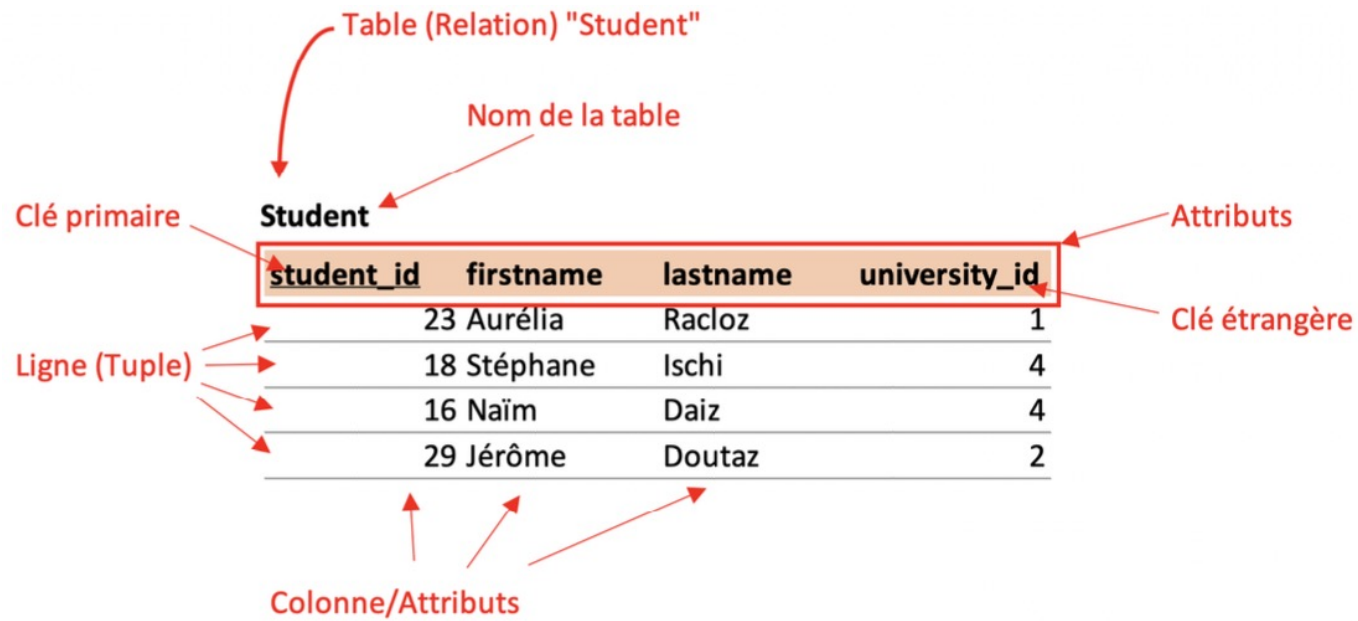 Table (Relation) "Student"
Nom de la table
Clé primaire
Student
Attributs
student_id firstname lastname university_id
23 Aurélia Racloz 1
Clé étrangère
Ligne (Tuple)
18 Stéphane Ischi 4
16 Naïm Daiz 4
29 Jérôme Doutaz 2
Colonne/Attributs